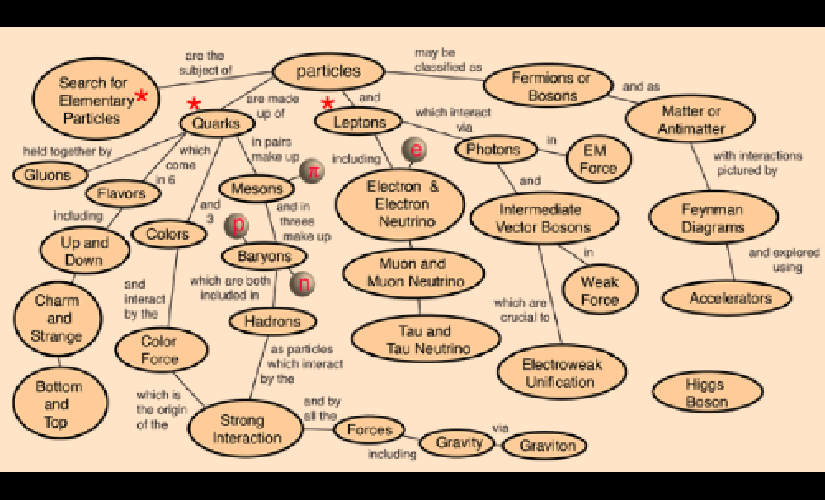 are the
subject of
particles
may be
classified as
Search for
Elementary*
Particles
Fermions or
Bosons
and as
Matter or
Antimatter
*
Quarks
are made
up of
*
and
Leptons
which interact
via
Photons
in
EM
Force
with interactions
pictured by
held together by
Gluons
which
come
in 6
Flavors
in pairs
make up
Mesons
π
including
e
Electron &
Electron
Neutrino
and
Intermediate
Vector Bosons
Feynman
Diagrams
including
Up and
Down
and
3
Colors
p
and in
threes
make up
Baryons
n
Muon and
Muon Neutrino
in
Weak
Force
and explored
using
Accelerators
Charm
and
Strange
and
interact
by the
Color
Force
which are both
included in
Hadrons
Tau and
Tau Neutrino
which are
crucial to
Electroweak
Unification
Higgs
Boson
Bottom
and
Top
which is
the origin
of the
as particles
which interact
by the
Strong
Interaction
and by
all the
Forces
including
Gravity
via
Graviton